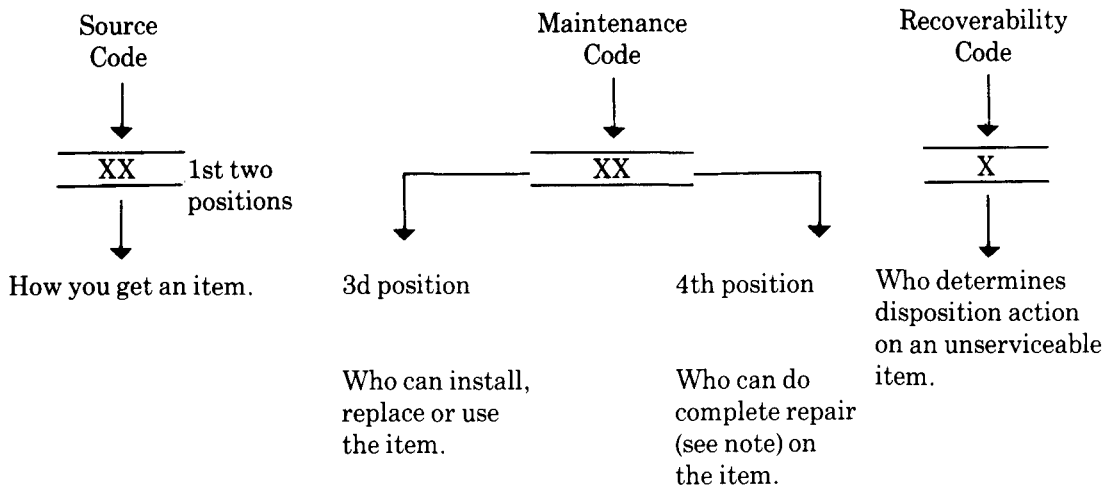 Source
Code
XX
1st two
positions
How you get an item.
Maintenance
Code
XX
3d position
Who can install,
replace or use
the item.
4th position
Who can do
complete repair
(see note) on
the item.
Recoverability
Code
X
Who determines
disposition action
on an unserviceable
item.